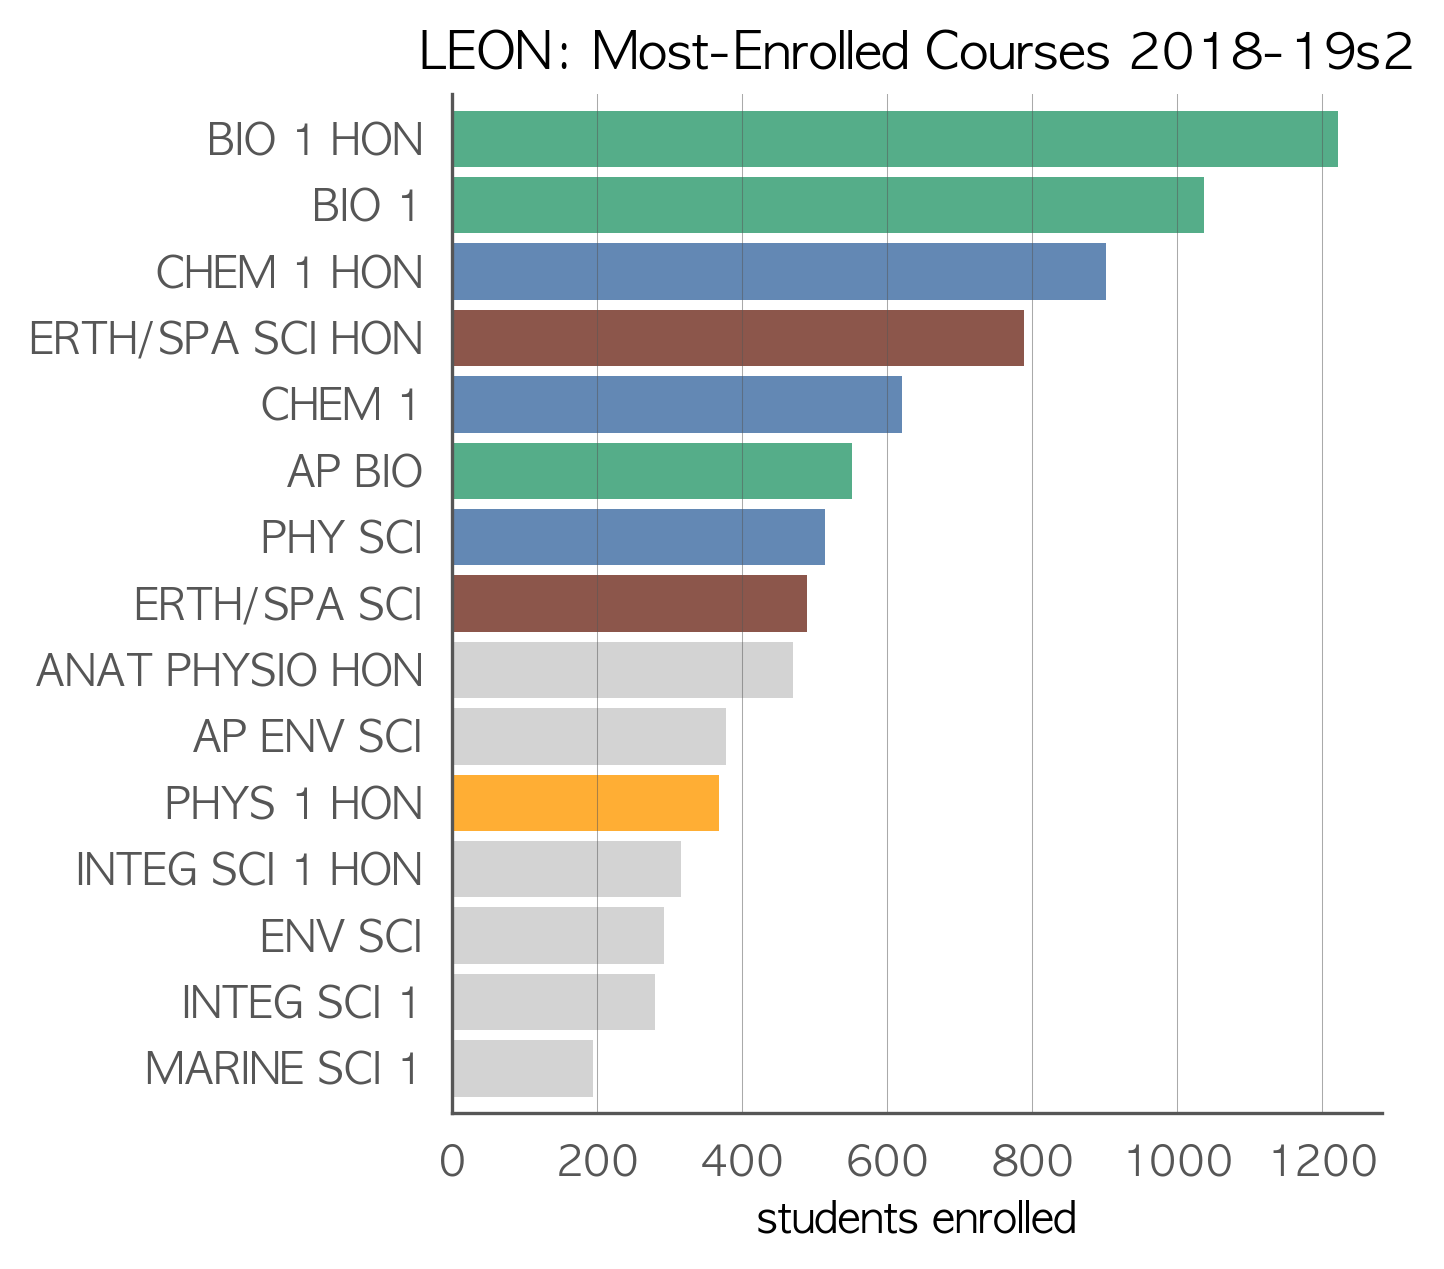 LEON: Most-Enrolled Courses 2018-19s2
BIO 1 HON
BIO 1
CHEM 1 HON
ERTH/SPA SCI HON
CHEM 1
AP BIO
PHY SCI
ERTH/SPA SCI
ANAT PHYSIO HON
AP ENV SCI
PHYS 1 HON
INTEG SCI 1 HON
ENV SCI
INTEG SCI 1
MARINE SCI 1
0 200 400 600 800 1000 1200
students enrolled